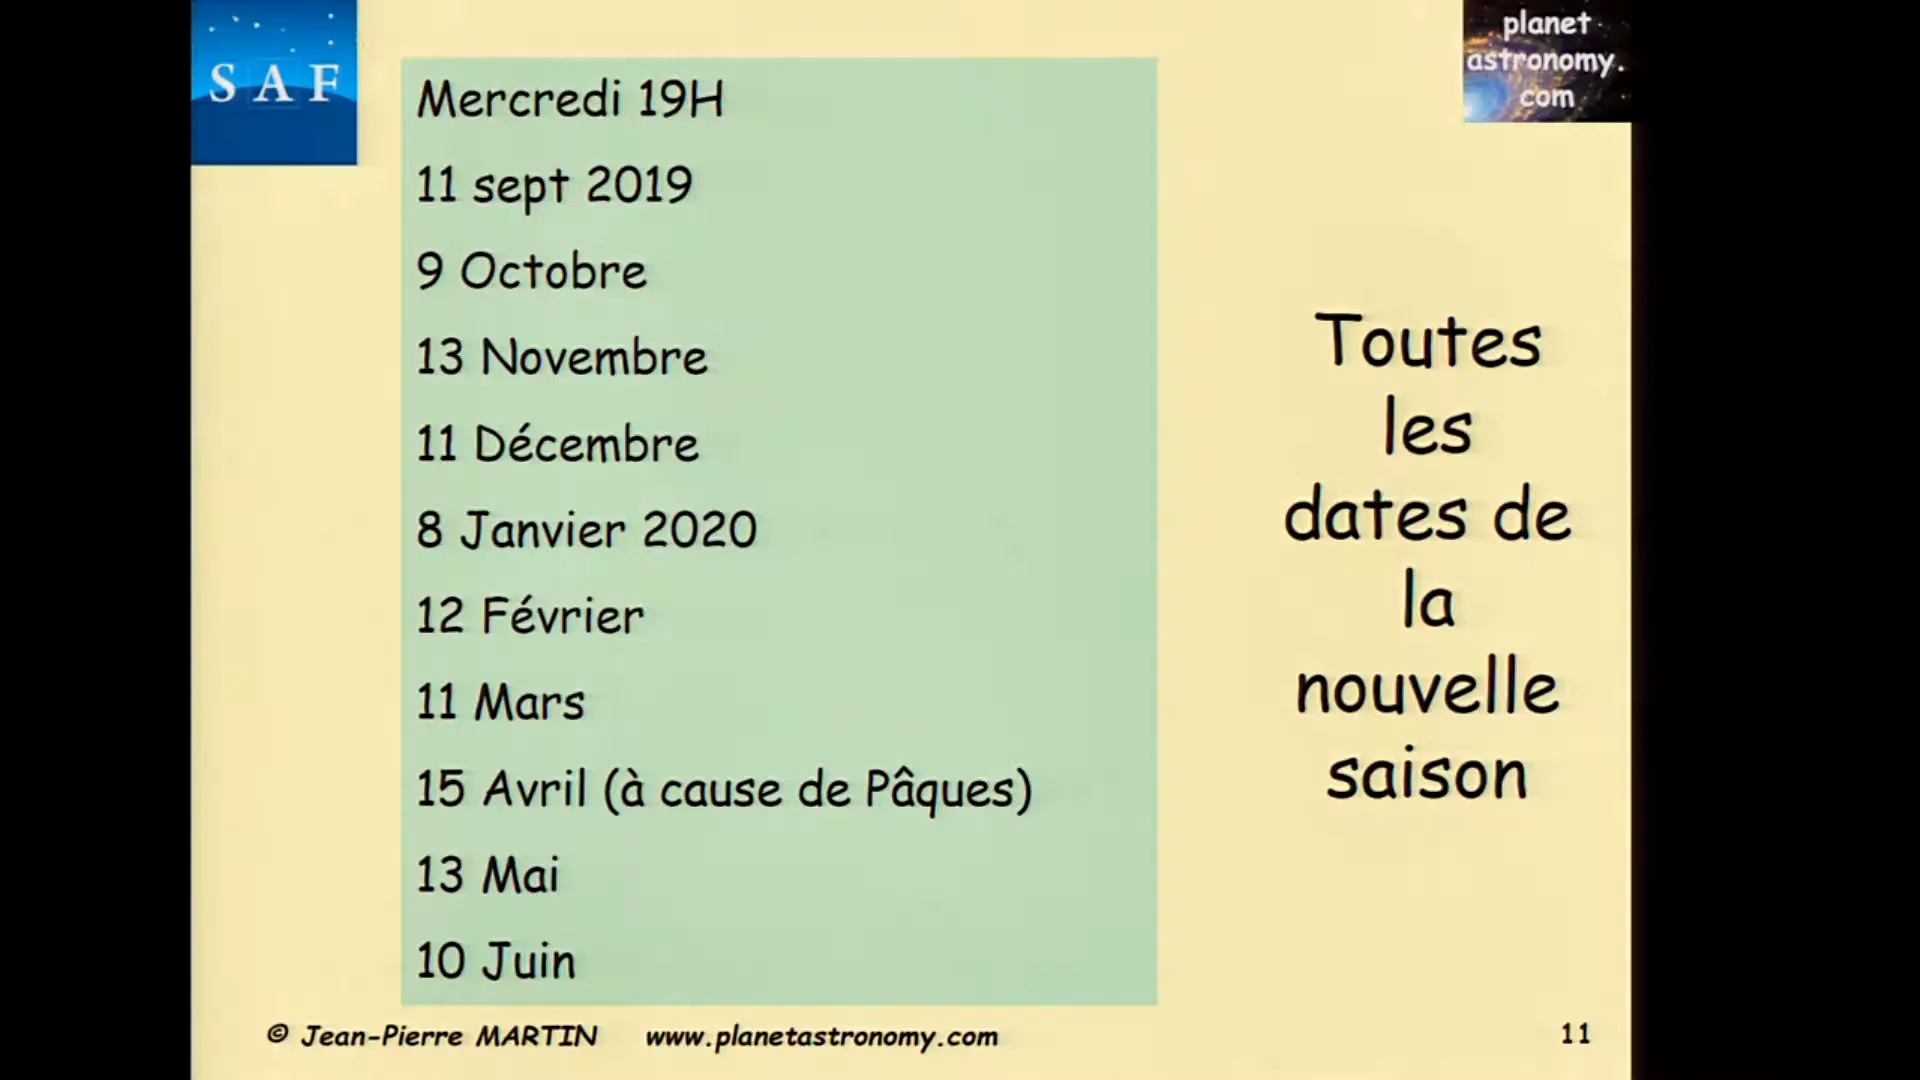 S A F
planet
astronomy.
com
Mercredi 19H
11 sept 2019
9 Octobre
13 Novembre
11 Décembre
8 Janvier 2020
12 Février
11 Mars
15 Avril (à cause de Pâques)
13 Mai
10 Juin
Toutes
les
dates de
la
nouvelle
saison
© Jean-Pierre MARTIN www.planetastronomy.com
11